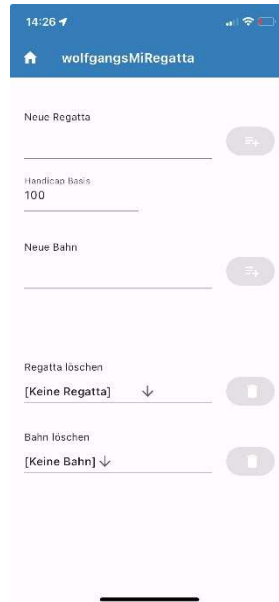 14:26
wolfgangsMiRegatta
Neue Regatta
Handicap Basis
100
Neue Bahn
Regatta löschen
[Keine Regatta]
Bahn löschen
[Keine Bahn]